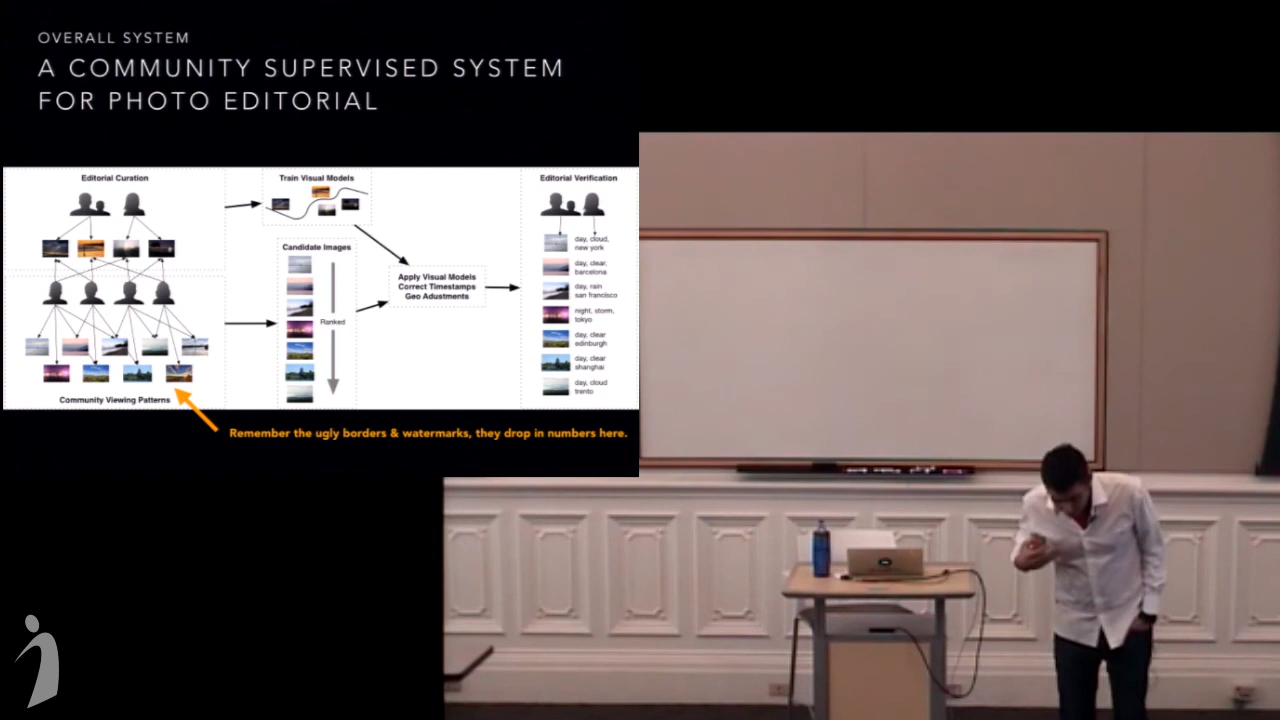 OVERALL SYSTEM
A COMMUNITY SUPERVISED SYSTEM
FOR PHOTO EDITORIAL
Editorial Curation
Community Viewing Patterns
Train Visual Models
Candidate Images
Ranked
Apply Visual Models
Correct Timestamps
Geo Adustments
Editorial Verification
day, cloud,
new york
day, clear,
barcelona
day, rain
san francisco
night, storm,
tokyo
day, clear
edinburgh
day, clear
shanghai
day, cloud
trento
Remember the ugly borders & watermarks, they drop in numbers here.